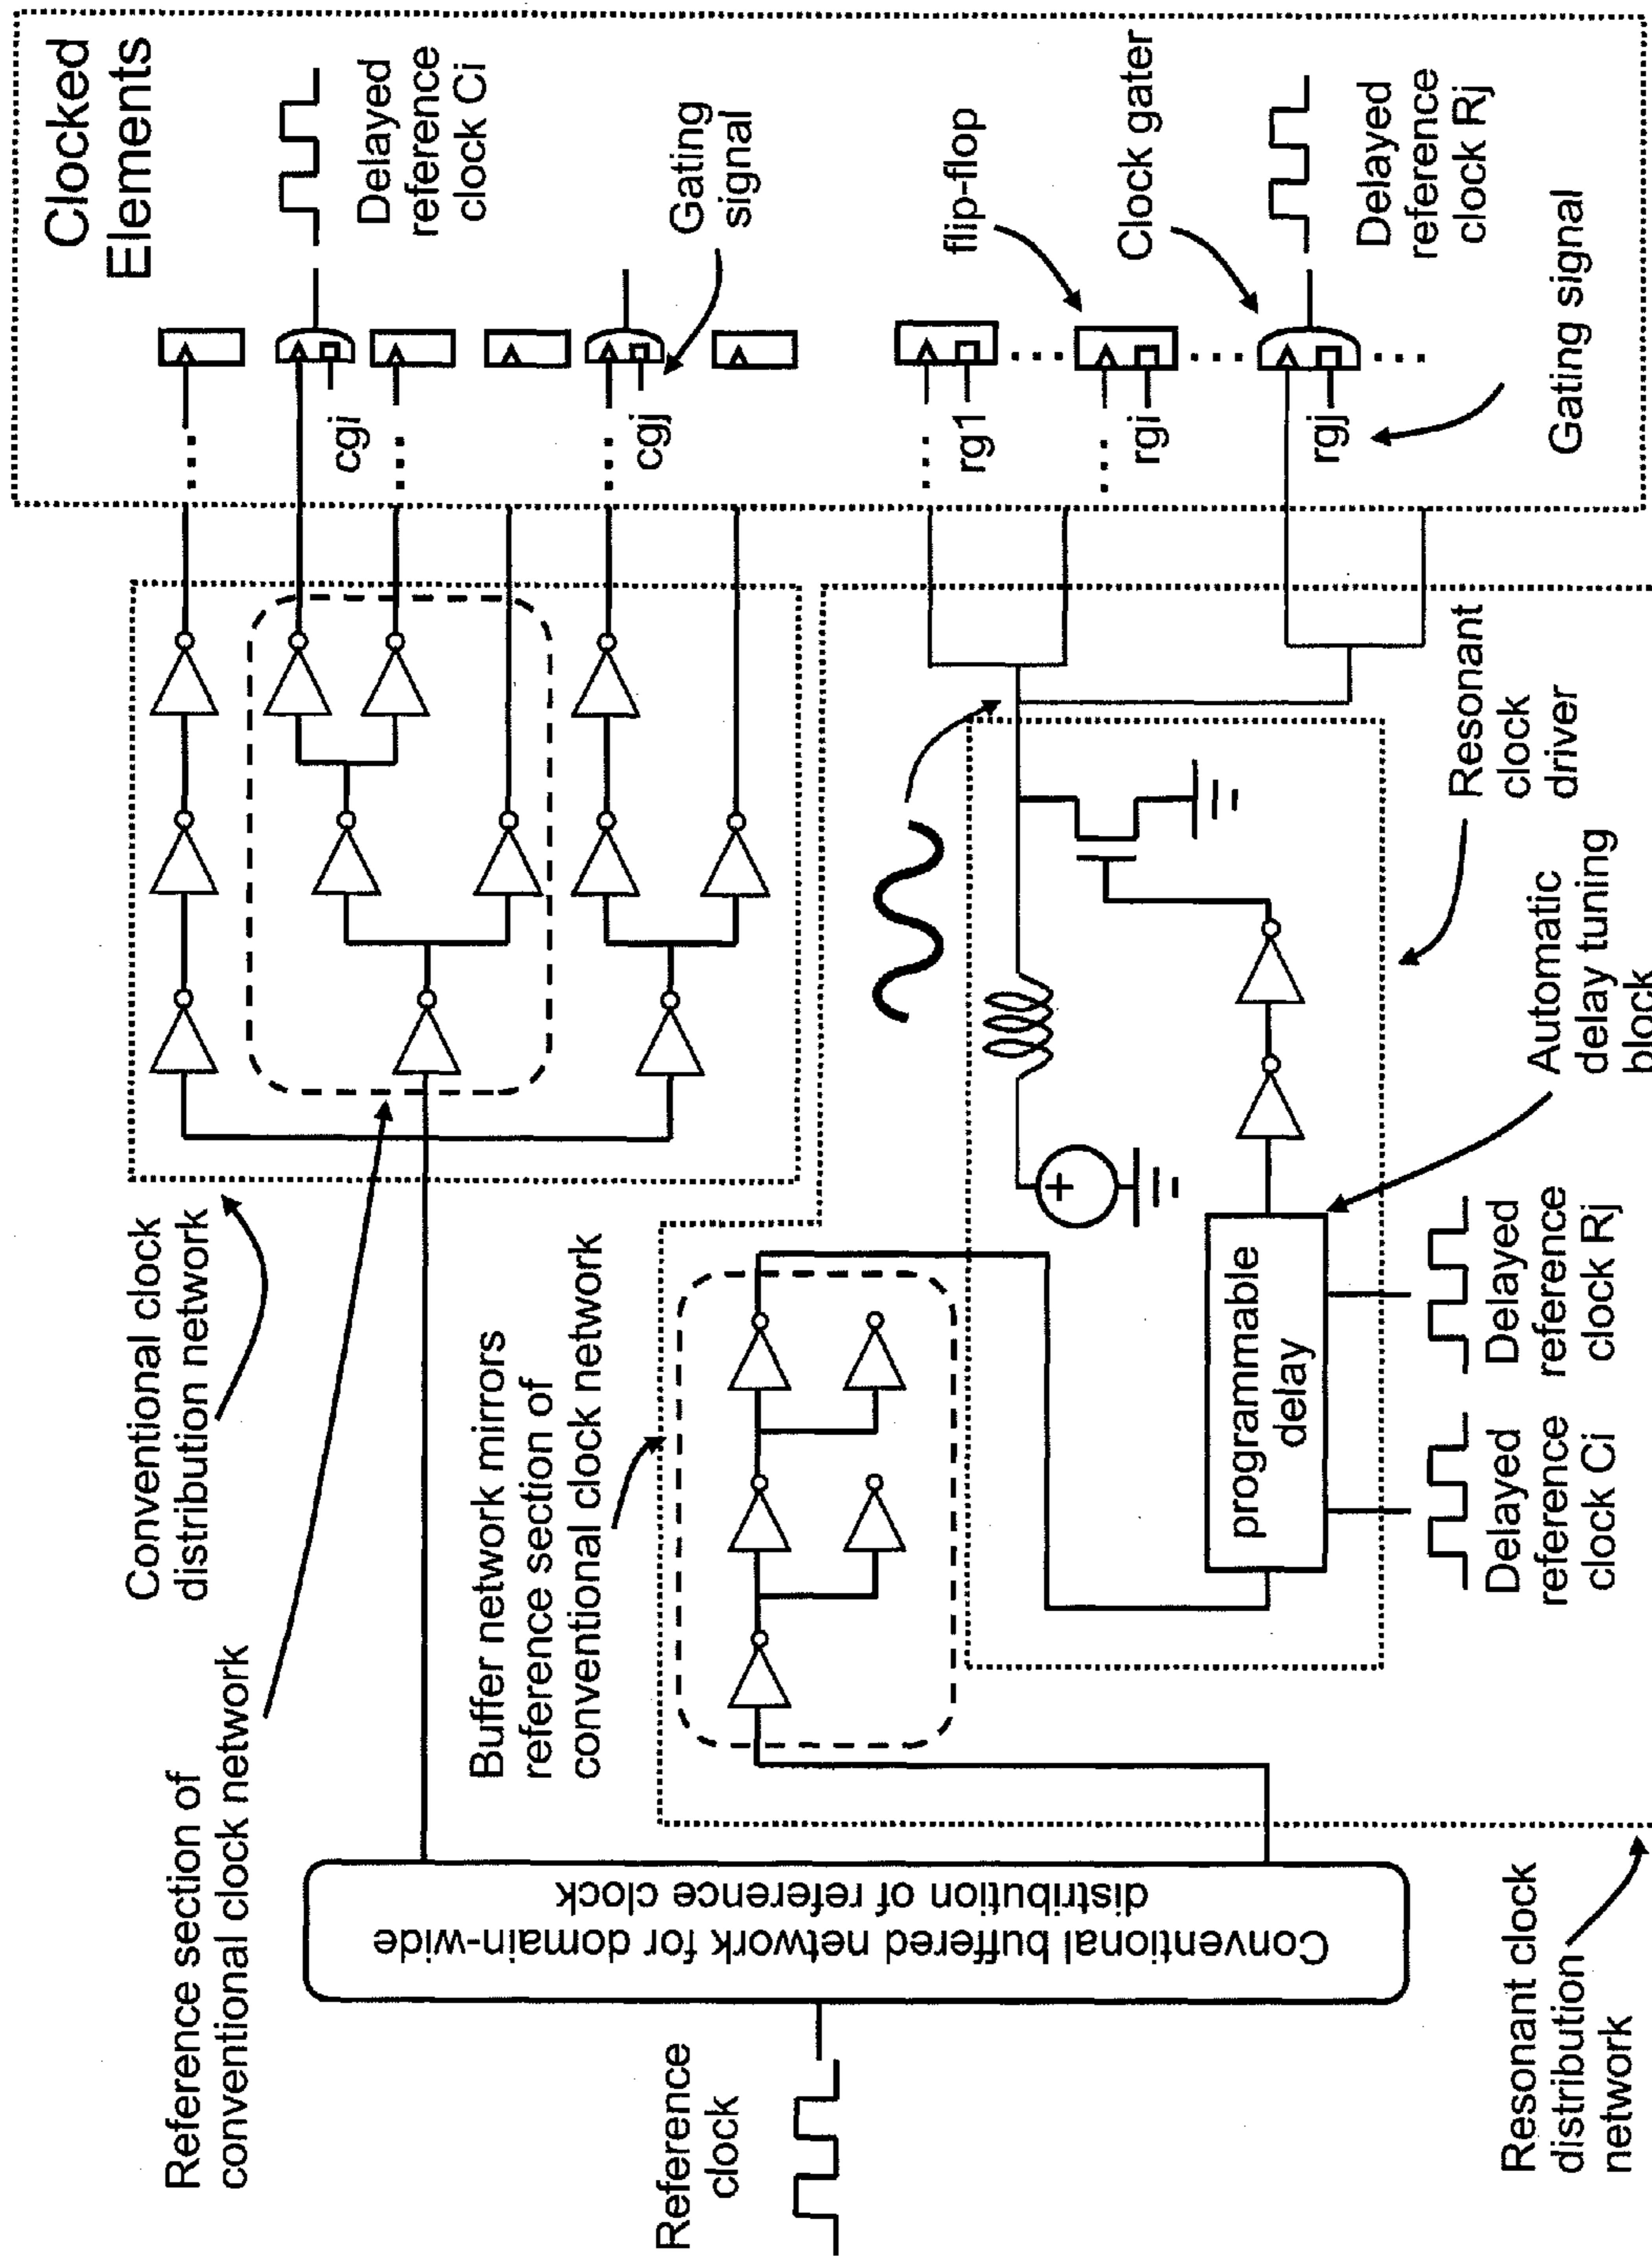 Clocked
Elements
Delayed
reference
clock Ci
Gating
signal
flip-flop
Clock gater
Delayed
reference
clock Rj
Gating signal
cgi
cgj
rg1
rgi
rgj
Conventional clock
distribution network
Reference section of
conventional clock network
Buffer network mirrors
reference section of
conventional clock network
Conventional buffered network for domain-wide
distribution of reference clock
Reference
clock
programmable
delay
Delayed
reference
clock Ci
Delayed
reference
clock Rj
Resonant
clock
driver
Automatic
delay tuning
block
Resonant clock
distribution
network
+